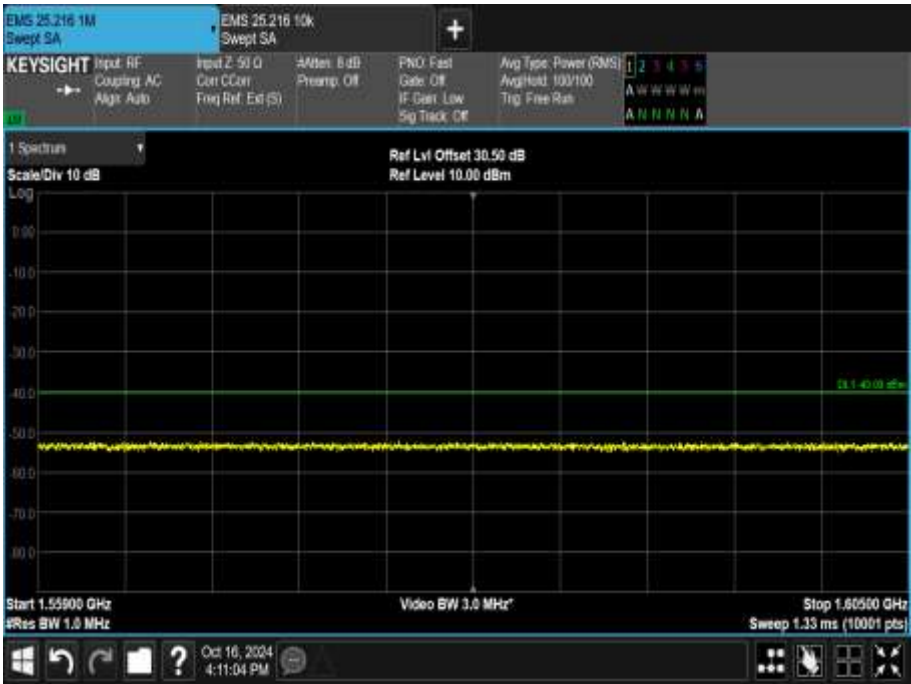 EMS 25.216 1M
Swept SA
EMS 25.216 10k
Swept SA
+
KEYSIGHT
Input: RF
Coupling: AC
Align: Auto
Input Z: 50 Ω
Corr CCorr
Freq Ref: Ext (S)
#Atten: 8 dB
Preamp: Off
PNO: Fast
Gate: Off
IF Gain: Low
Sig Track: Off
Avg Type: Power (RMS)
Avg|Hold: 100/100
Trig: Free Run
1 2 3 4 5 6
A W W W W
A N N N N A
1 Spectrum
Scale/Div 10 dB
Ref Lvl Offset 30.50 dB
Ref Level 10.00 dBm
Log
0.00
-10.0
-20.0
-30.0
-40.0
DL1 -40.00 dBm
-50.0
-60.0
-70.0
-80.0
Start 1.55900 GHz
#Res BW 1.0 MHz
Video BW 3.0 MHz*
Stop 1.60500 GHz
Sweep 1.33 ms (10001 pts)
?
Oct 16, 2024
4:11:04 PM